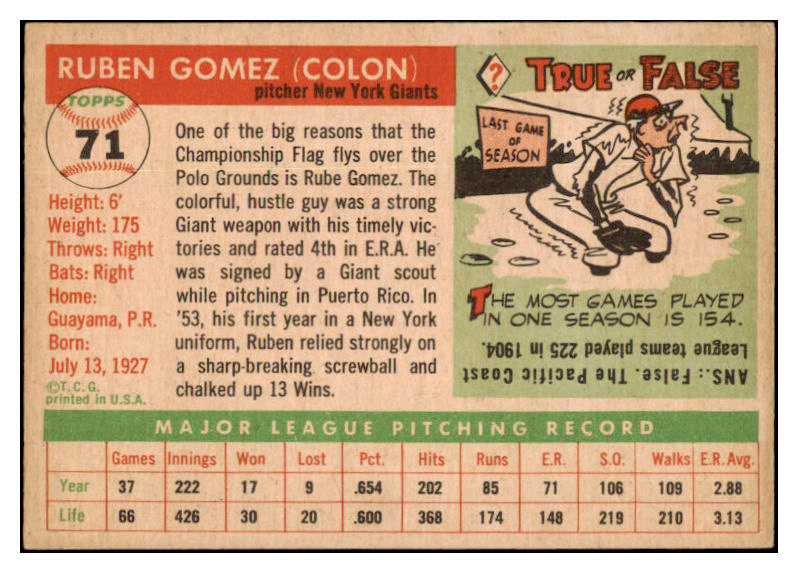 RUBEN GOMEZ (COLON)
pitcher New York Giants
TOPPS
71
Height: 6'
Weight: 175
Throws: Right
Bats: Right
Home:
Guayama, P.R.
Born:
July 13, 1927
©T.C.G.
printed in U.S.A.
One of the big reasons that the
Championship Flag flys over the
Polo Grounds is Rube Gomez. The
colorful, hustle guy was a strong
Giant weapon with his timely vic-
tories and rated 4th in E.R.A. He
was signed by a Giant scout
while pitching in Puerto Rico. In
'53, his first year in a New York
uniform, Ruben relied strongly on
a sharp-breaking screwball and
chalked up 13 Wins.
?
TRUE OR FALSE
LAST GAME
OF
SEASON
THE MOST GAMES PLAYED
IN ONE SEASON IS 154.
ANS.: False. The Pacific Coast
League teams played 225 in 1904.
MAJOR LEAGUE PITCHING RECORD
Games Innings Won Lost Pct. Hits Runs E.R. S.O. Walks E.R.Avg.
Year 37 222 17 9 .654 202 85 71 106 109 2.88
Life 66 426 30 20 .600 368 174 148 219 210 3.13